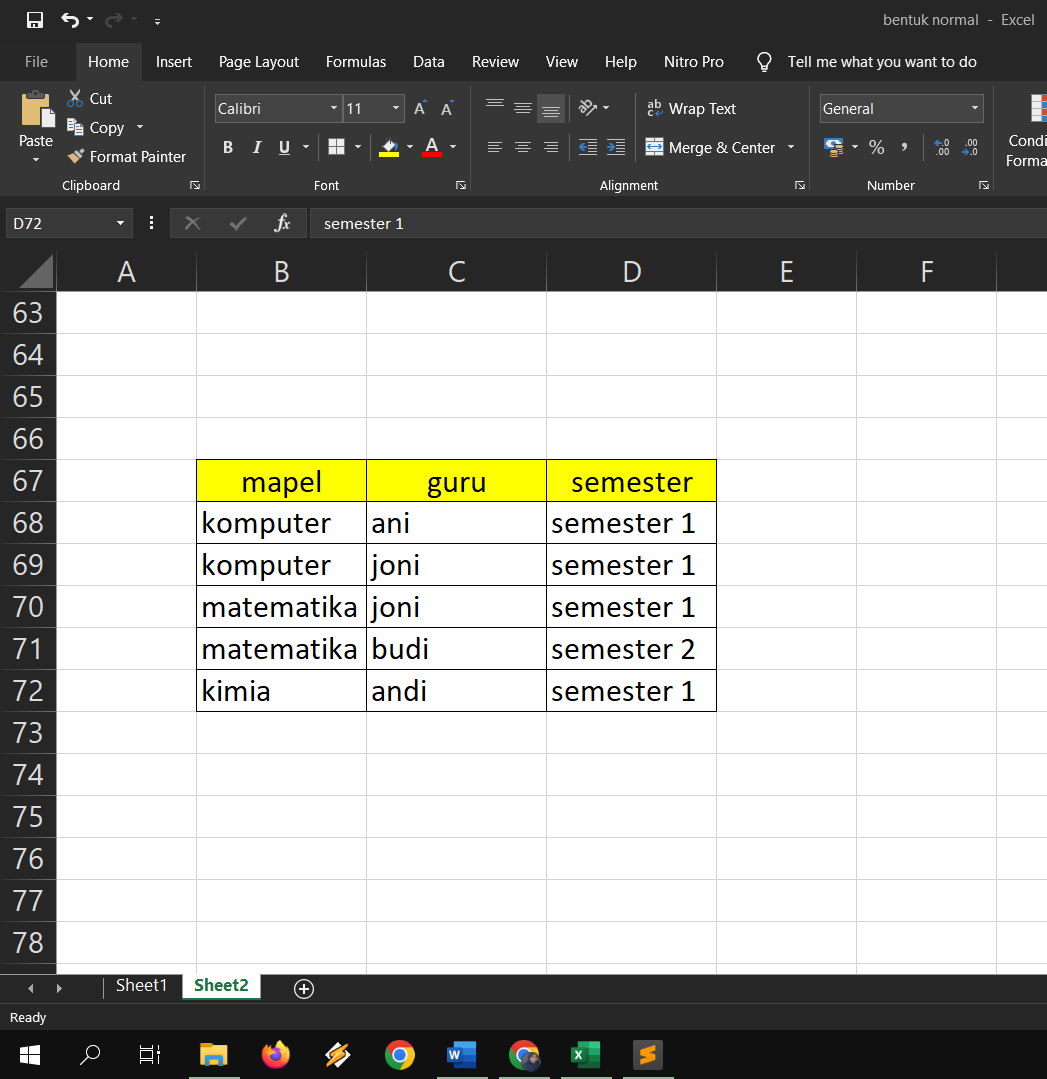 bentuk normal - Excel
File Home Insert Page Layout Formulas Data Review View Help Nitro Pro Tell me what you want to do
Paste
Cut
Copy
Format Painter
Clipboard
Calibri 11 A A
B I U A
Font
ab Wrap Text
Merge & Center
Alignment
General
% ,
Number
Condi
Forma
D72 fx semester 1
A B C D E F
63
64
65
66
67 mapel guru semester
68 komputer ani semester 1
69 komputer joni semester 1
70 matematika joni semester 1
71 matematika budi semester 2
72 kimia andi semester 1
73
74
75
76
77
78
Sheet1 Sheet2
Ready